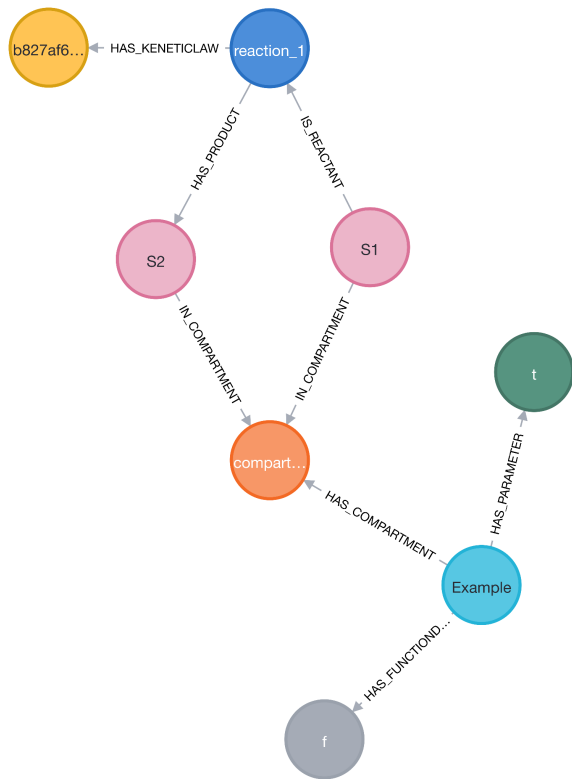 b827af6…
HAS_KENETICLAW
reaction_1
HAS_PRODUCT
IS_REACTANT
S2
S1
IN_COMPARTMENT
IN_COMPARTMENT
t
compart…
HAS_PARAMETER
HAS_COMPARTMENT
Example
HAS_FUNCTIOND…
f